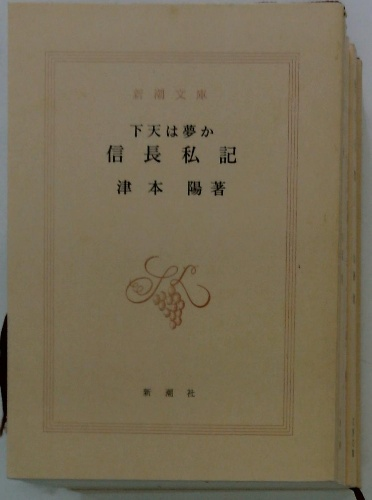 新潮文庫
下天は夢か
信長私記
津本 陽著
新潮社